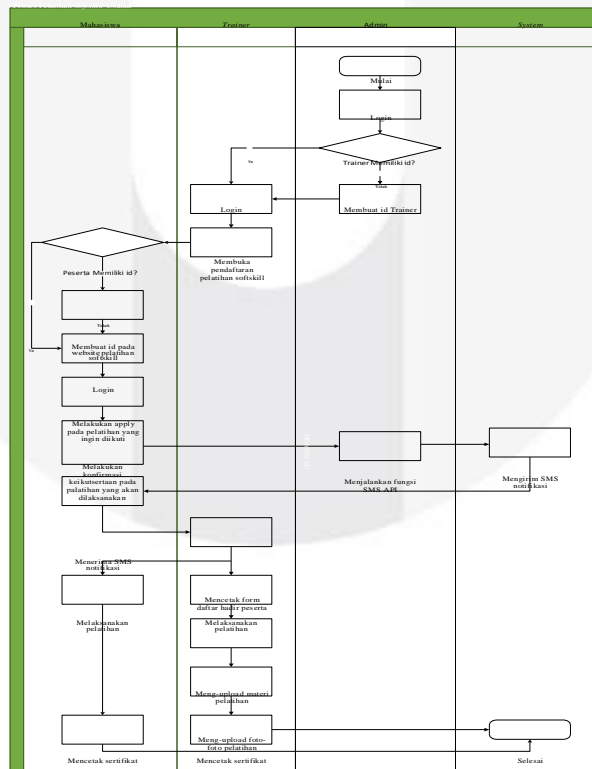 Mahasiswa
Trainer
Admin
System
Mulai
Login
Trainer Memiliki id?
Ya
Tidak
Login
Membuat id Trainer
Membuka
pendaftaran
pelatihan softskill
Peserta Memiliki id?
Tidak
Ya
Membuat id pada
website pelatihan
softskill
Login
Melakukan apply
pada pelatihan yang
ingin diikuti
Melakukan
konfirmasi
keikutsertaan pada
palatihan yang akan
dilaksanakan
Menjalankan fungsi
SMS API
Mengirim SMS
notifikasi
Menerima SMS
notifikasi
Mencetak form
daftar hadir peserta
Melaksanakan
pelatihan
Melaksanakan
pelatihan
Meng-upload materi
pelatihan
Meng-upload foto-
foto pelatihan
Mencetak sertifikat
Mencetak sertifikat
Selesai